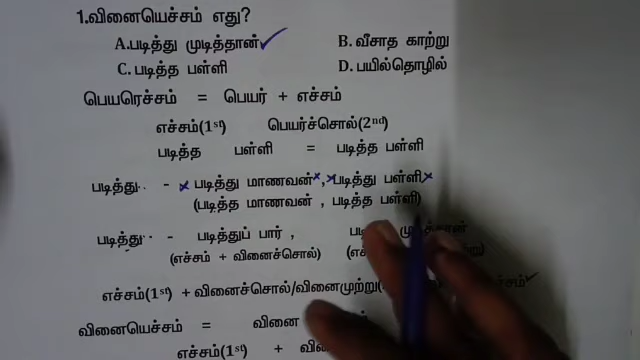 1.வினையெச்சம் எது?
A.படித்து முடித்தான் B. வீசாத காற்று
C. படித்த பள்ளி D. பயில்தொழில்
பெயரெச்சம் = பெயர் + எச்சம்
எச்சம்(1st) பெயர்ச்சொல்(2nd)
படித்த பள்ளி = படித்த பள்ளி
படித்து - படித்து மாணவன் , படித்து பள்ளி
(படித்த மாணவன் , படித்த பள்ளி)
படித்து - படித்துப் பார் ,
(எச்சம் + வினைச்சொல்)
எச்சம்(1st) + வினைச்சொல்/வினைமுற்று(
வினையெச்சம் = வினை
எச்சம்(1st) +